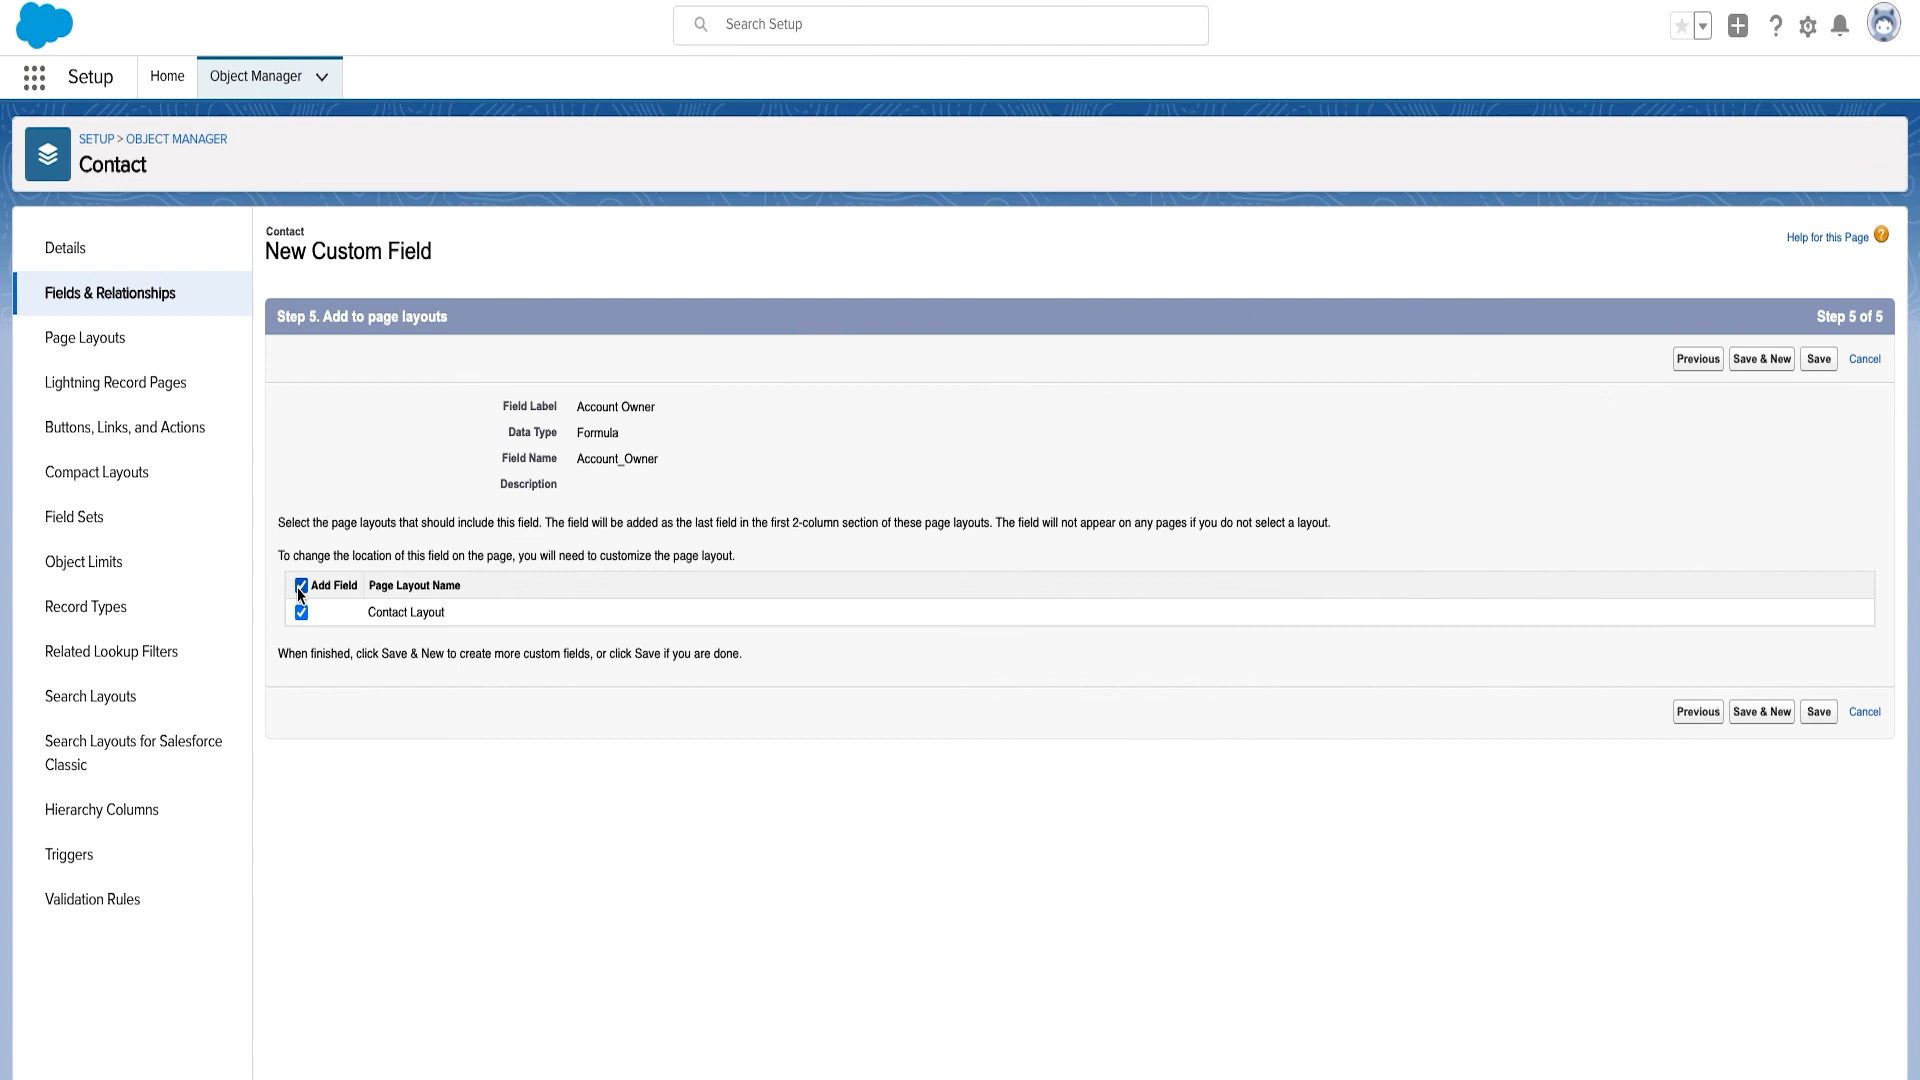 Search Setup
Setup
Home
Object Manager
SETUP > OBJECT MANAGER
Contact
Details
Fields & Relationships
Page Layouts
Lightning Record Pages
Buttons, Links, and Actions
Compact Layouts
Field Sets
Object Limits
Record Types
Related Lookup Filters
Search Layouts
Search Layouts for Salesforce
Classic
Hierarchy Columns
Triggers
Validation Rules
Contact
New Custom Field
Help for this Page ?
Step 5. Add to page layouts
Step 5 of 5
Previous Save & New Save Cancel
Field Label Account Owner
Data Type Formula
Field Name Account_Owner
Description
Select the page layouts that should include this field. The field will be added as the last field in the first 2-column section of these page layouts. The field will not appear on any pages if you do not select a layout.
To change the location of this field on the page, you will need to customize the page layout.
Add Field Page Layout Name
Contact Layout
When finished, click Save & New to create more custom fields, or click Save if you are done.
Previous Save & New Save Cancel